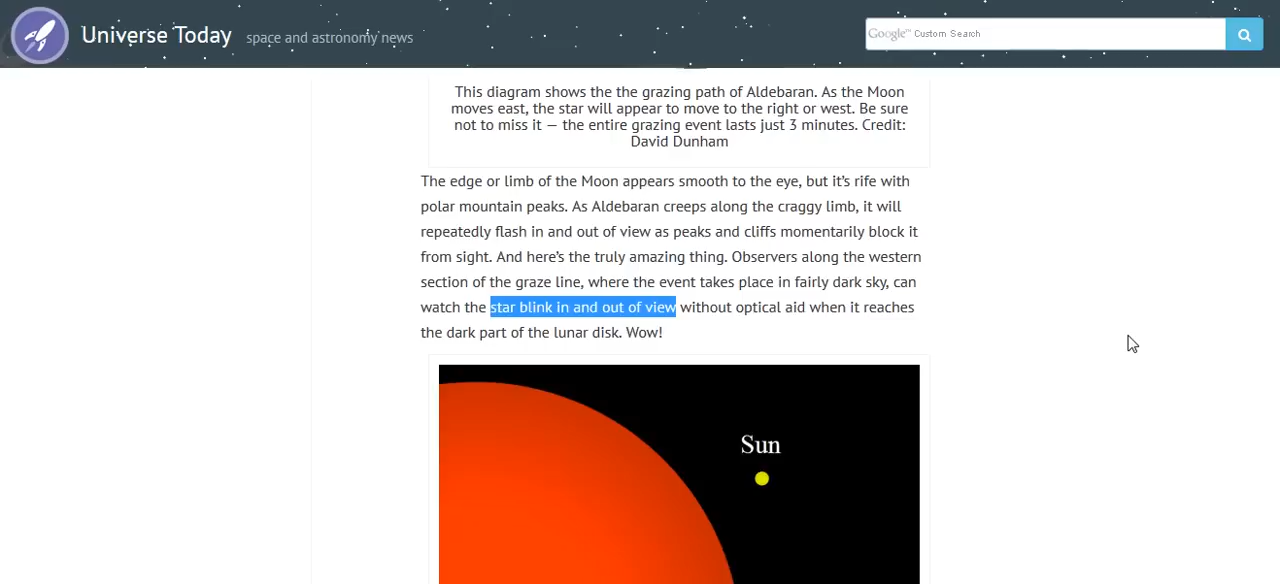 Universe Today space and astronomy news
Google™ Custom Search
This diagram shows the the grazing path of Aldebaran. As the Moon
moves east, the star will appear to move to the right or west. Be sure
not to miss it — the entire grazing event lasts just 3 minutes. Credit:
David Dunham
The edge or limb of the Moon appears smooth to the eye, but it’s rife with
polar mountain peaks. As Aldebaran creeps along the craggy limb, it will
repeatedly flash in and out of view as peaks and cliffs momentarily block it
from sight. And here’s the truly amazing thing. Observers along the western
section of the graze line, where the event takes place in fairly dark sky, can
watch the star blink in and out of view without optical aid when it reaches
the dark part of the lunar disk. Wow!
Sun